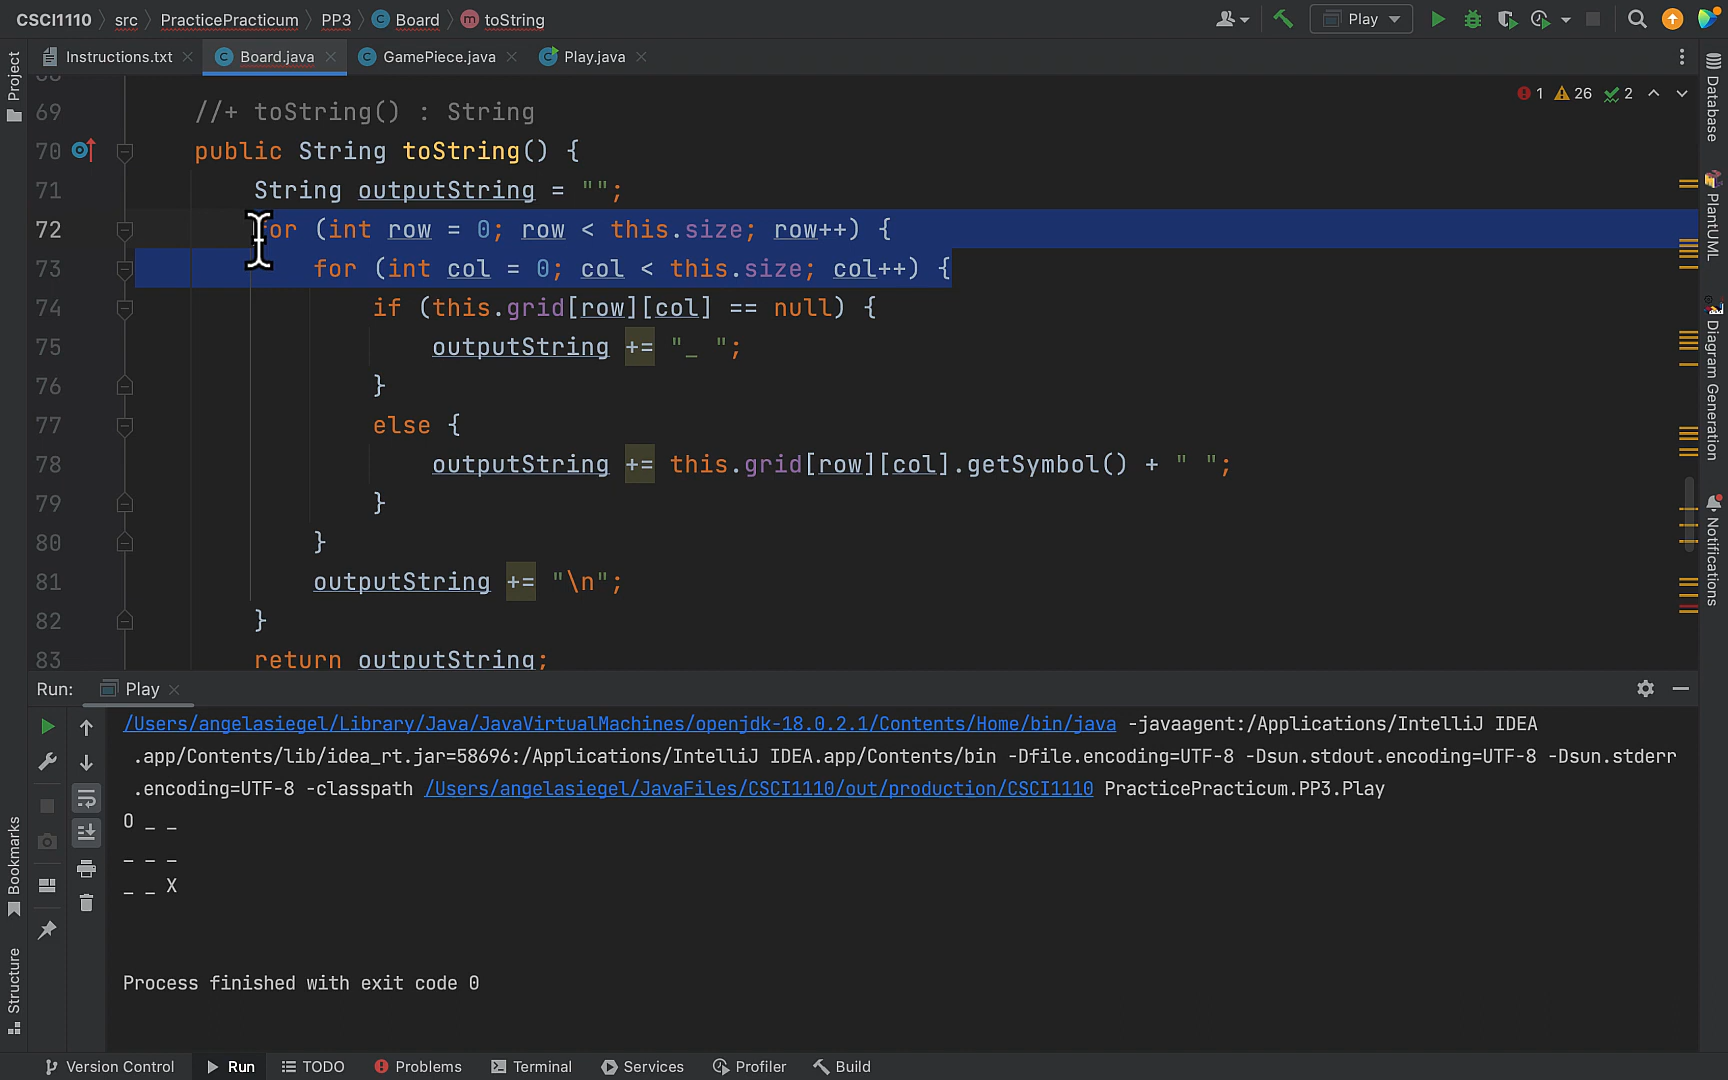 CSCI1110 src PracticePracticum PP3 Board toString Play
Instructions.txt Board.java GamePiece.java Play.java
Project
Database
PlantUML
Diagram Generation
Notifications
1 26 2
69 //+ toString() : String
70 public String toString() {
71 String outputString = "";
72 for (int row = 0; row < this.size; row++) {
73 for (int col = 0; col < this.size; col++) {
74 if (this.grid[row][col] == null) {
75 outputString += "_ ";
76 }
77 else {
78 outputString += this.grid[row][col].getSymbol() + " ";
79 }
80 }
81 outputString += "\n";
82 }
83 return outputString;
Run: Play
/Users/angelasiegel/Library/Java/JavaVirtualMachines/openjdk-18.0.2.1/Contents/Home/bin/java -javaagent:/Applications/IntelliJ IDEA
.app/Contents/lib/idea_rt.jar=58696:/Applications/IntelliJ IDEA.app/Contents/bin -Dfile.encoding=UTF-8 -Dsun.stdout.encoding=UTF-8 -Dsun.stderr
.encoding=UTF-8 -classpath /Users/angelasiegel/JavaFiles/CSCI1110/out/production/CSCI1110 PracticePracticum.PP3.Play
O _ _
_ _ _
_ _ X
Process finished with exit code 0
Bookmarks
Structure
Version Control Run TODO Problems Terminal Services Profiler Build